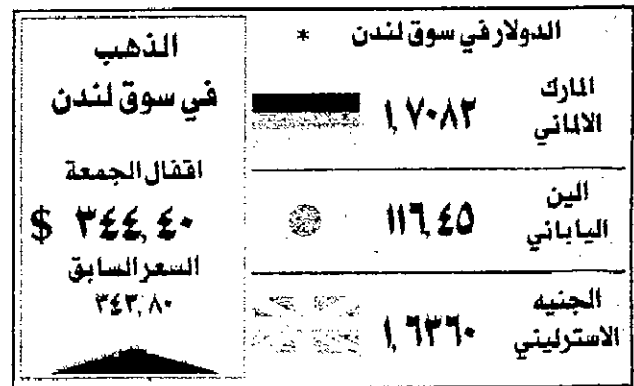 الدولار في سوق لندن *
المارك
الالماني
١,٧٠٨٢
الين
الياباني
١١٦,٤٥
الجنيه
الاسترليني
١,٦٣٦٠
الذهب
في سوق لندن
اقفال الجمعة
٣٤٤,٤٠ $
السعر السابق
٣٤٣,٨٠